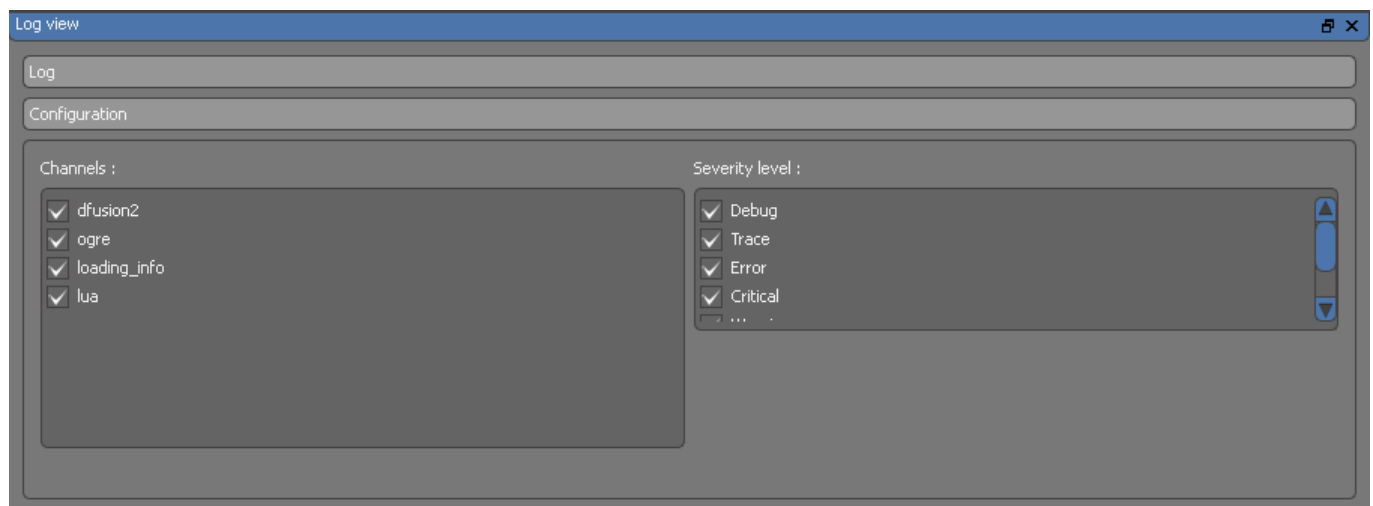 Log view
Log
Configuration
Channels :
dfusion2
ogre
loading_info
lua
Severity level :
Debug
Trace
Error
Critical